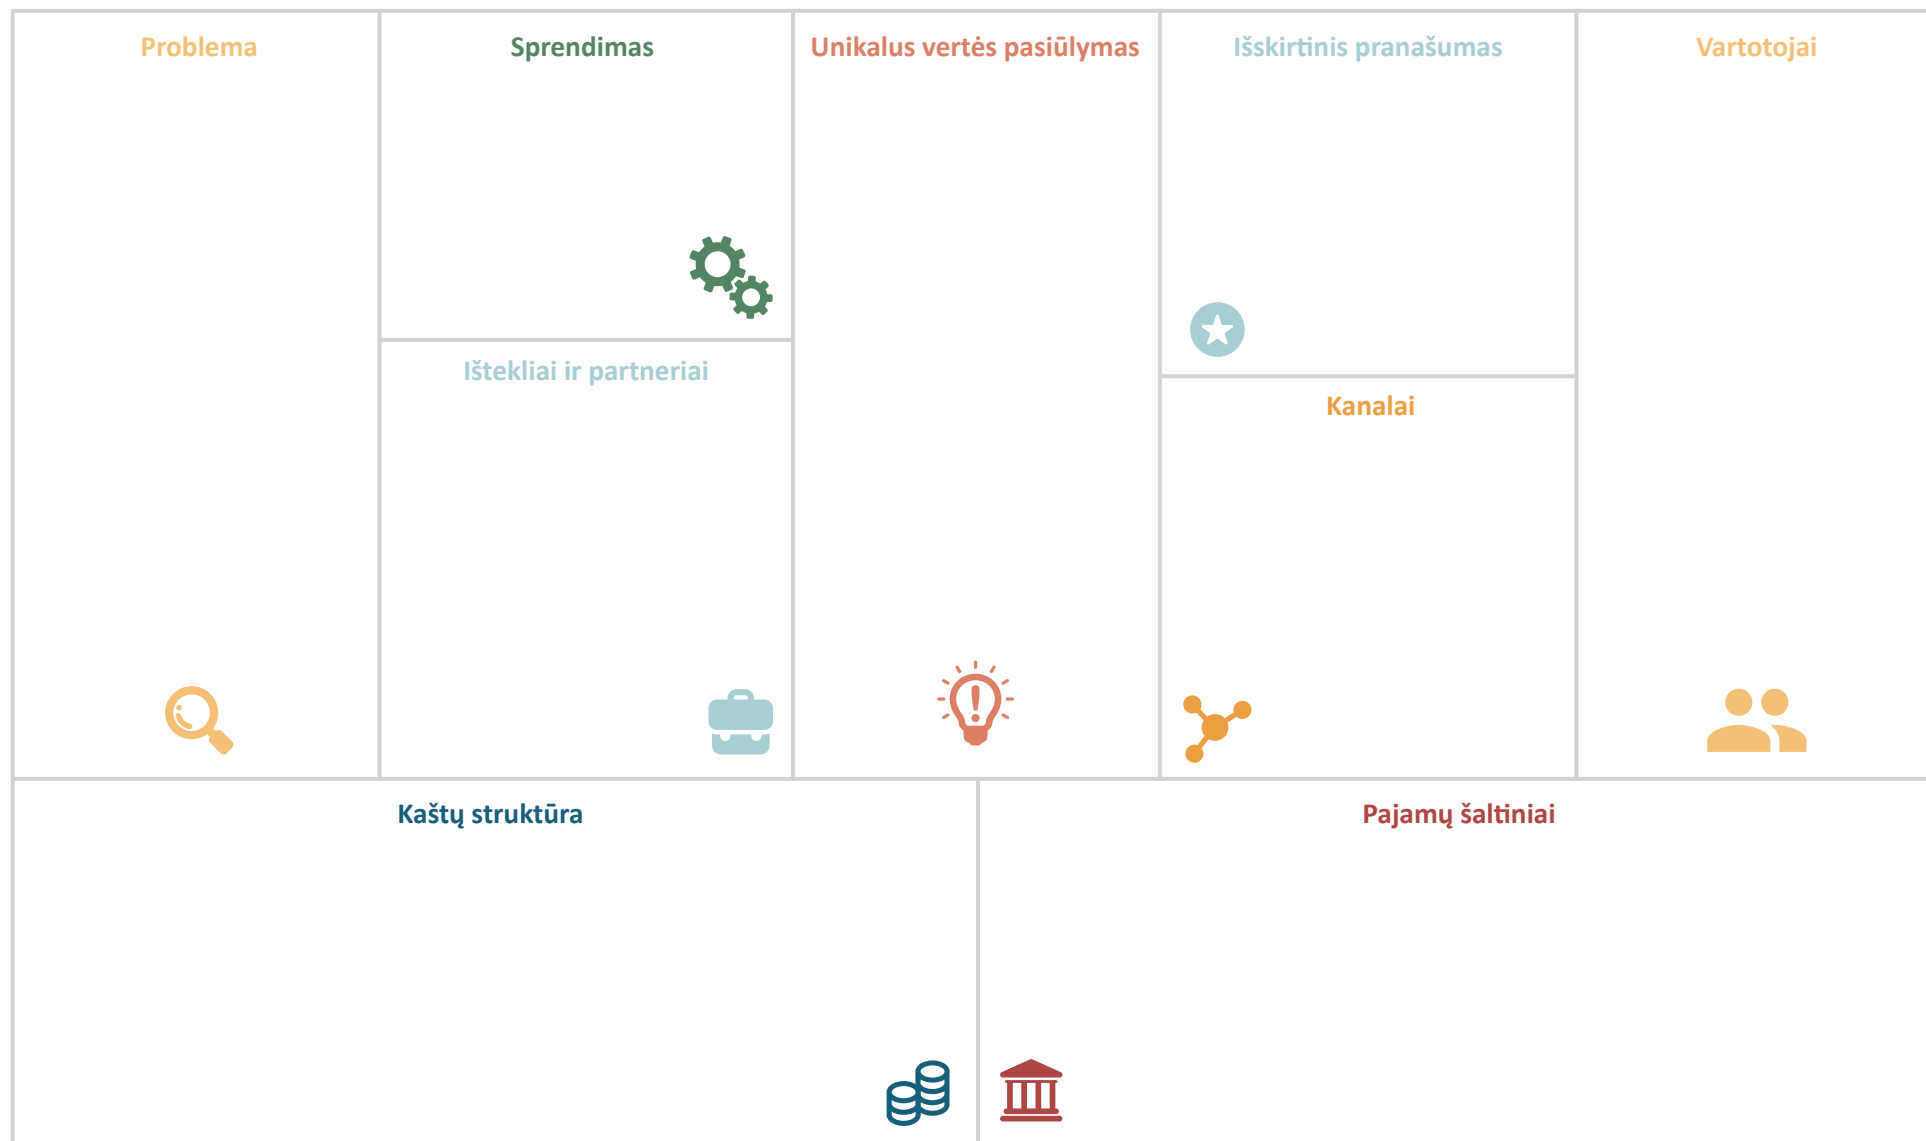 Problema
Sprendimas
Unikalus vertės pasiūlymas
Išskirtinis pranašumas
Vartotojai
Ištekliai ir partneriai
Kanalai
Kaštų struktūra
Pajamų šaltiniai